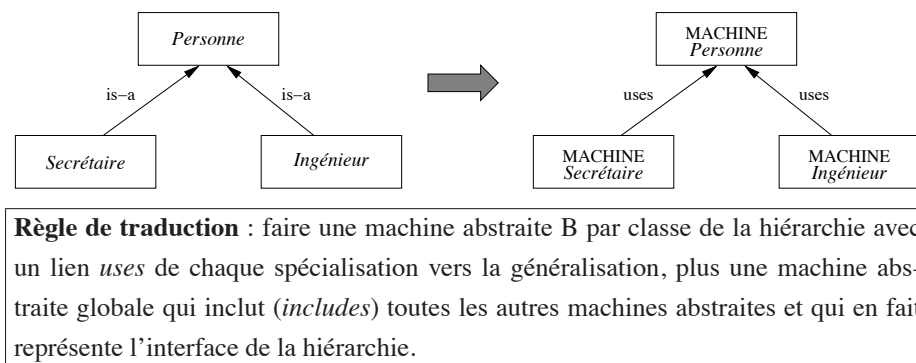 Personne
is–a
is–a
Secrétaire
Ingénieur
MACHINE
Personne
uses
uses
MACHINE
Secrétaire
MACHINE
Ingénieur
Règle de traduction : faire une machine abstraite B par classe de la hiérarchie avec
un lien uses de chaque spécialisation vers la généralisation, plus une machine abs-
traite globale qui inclut (includes) toutes les autres machines abstraites et qui en fait
représente l'interface de la hiérarchie.